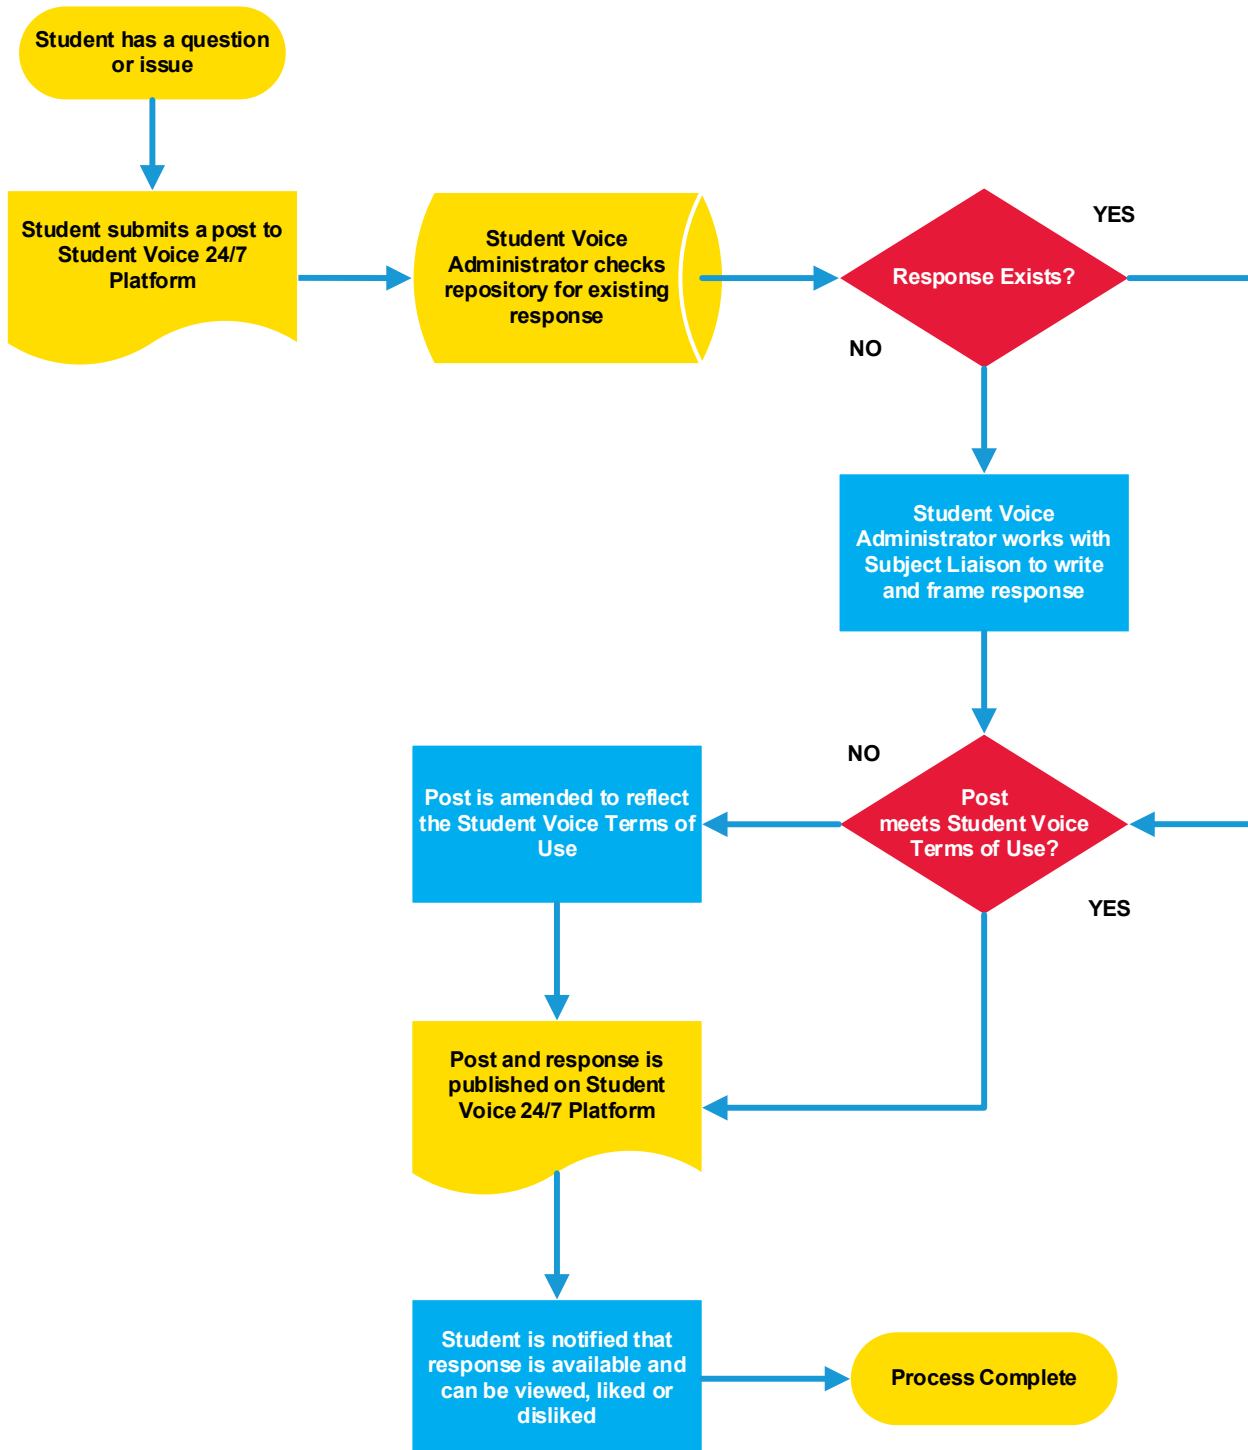 Student has a question
or issue
Student submits a post to
Student Voice 24/7
Platform
Student Voice
Administrator checks
repository for existing
response
Response Exists?
YES
NO
Student Voice
Administrator works with
Subject Liaison to write
and frame response
NO
Post
meets Student Voice
Terms of Use?
YES
Post is amended to reflect
the Student Voice Terms of
Use
Post and response is
published on Student
Voice 24/7 Platform
Student is notified that
response is available and
can be viewed, liked or
disliked
Process Complete